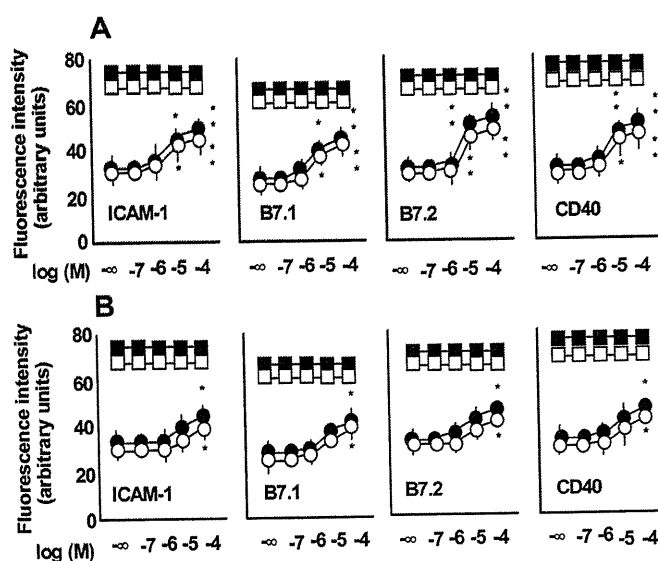 A
Fluorescence intensity
(arbitrary units)
80
60
40
20
0
ICAM-1
B7.1
B7.2
CD40
log (M) -∞ -7 -6 -5 -4 -∞ -7 -6 -5 -4 -∞ -7 -6 -5 -4 -∞ -7 -6 -5 -4
B
Fluorescence intensity
(arbitrary units)
80
60
40
20
0
ICAM-1
B7.1
B7.2
CD40
log (M) -∞ -7 -6 -5 -4 -∞ -7 -6 -5 -4 -∞ -7 -6 -5 -4 -∞ -7 -6 -5 -4